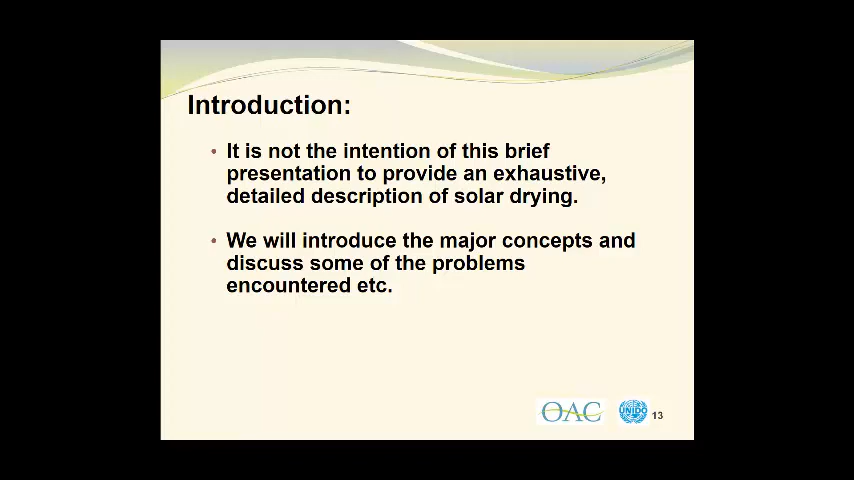 Introduction:
• It is not the intention of this brief
presentation to provide an exhaustive,
detailed description of solar drying.
• We will introduce the major concepts and
discuss some of the problems
encountered etc.
OAC
UNIDO
13